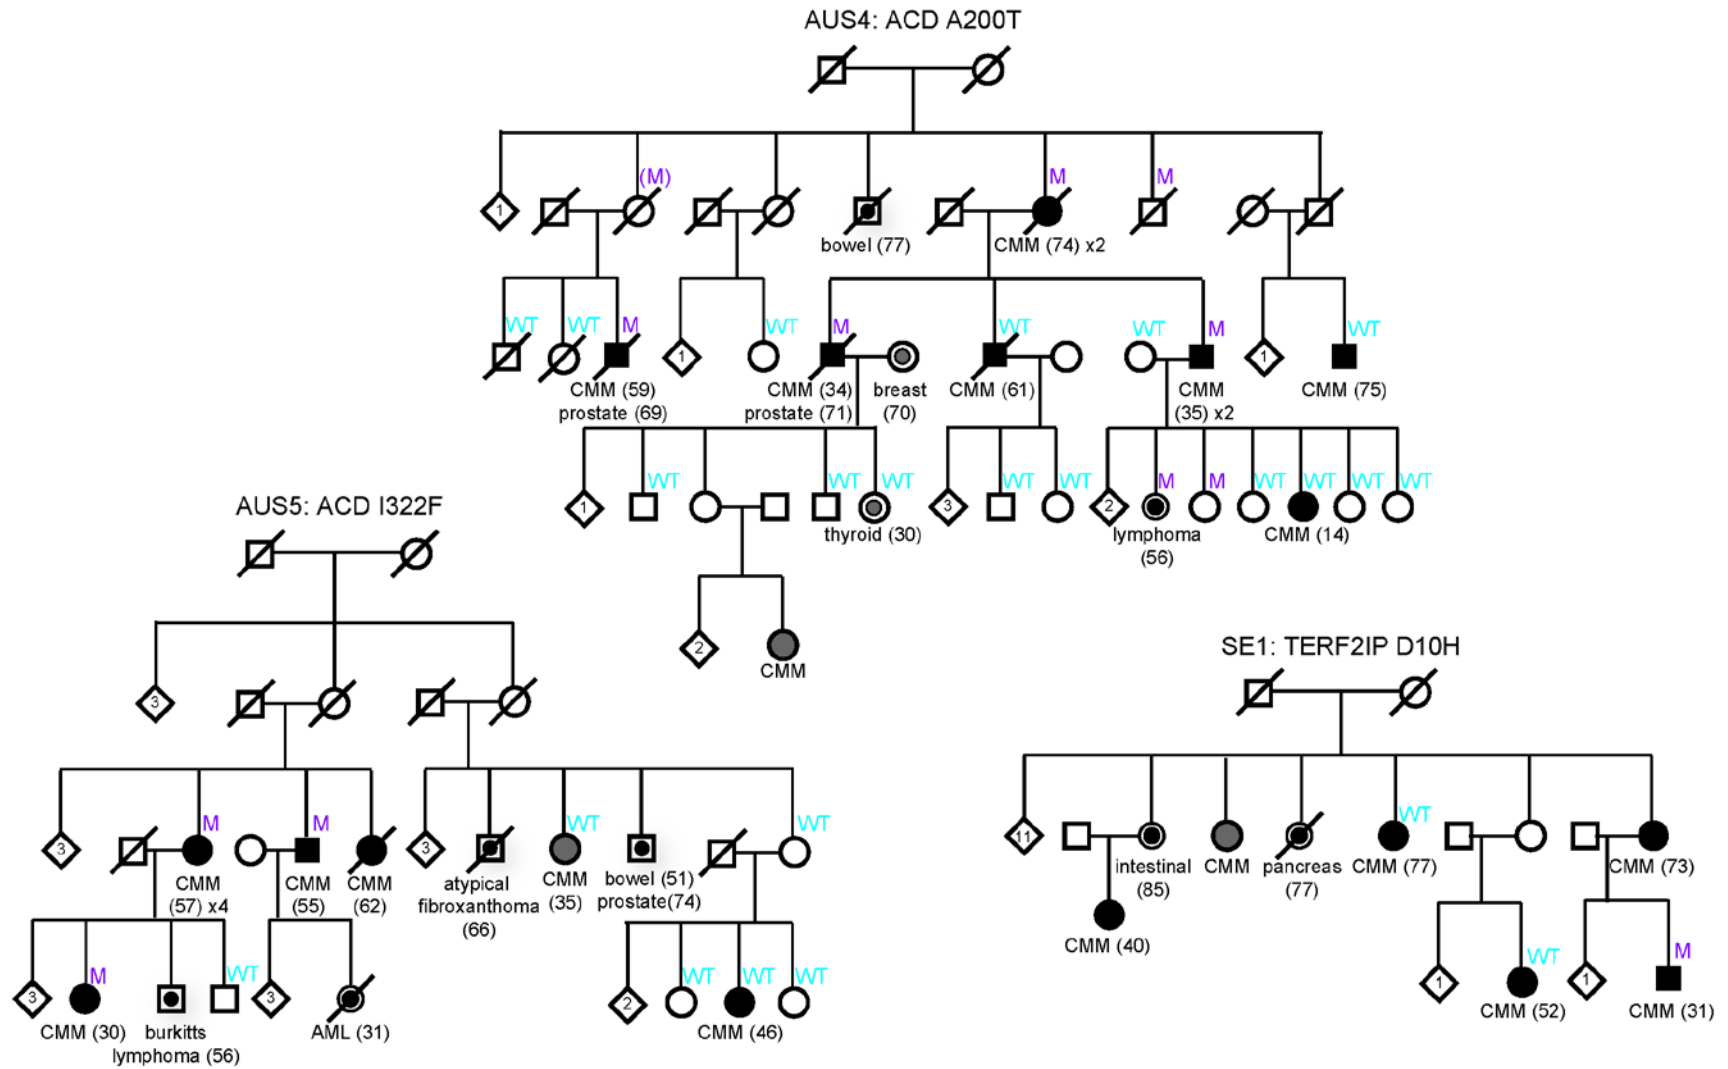 AUS4: ACD A200T
(M) M M
1
bowel (77) CMM (74) x2
WT WT M WT M WT WT M WT
1 1
CMM (59) CMM (34) breast CMM (61) CMM CMM (75)
prostate (69) prostate (71) (70) (35) x2
WT WT WT WT WT M M WT WT WT WT
1 3 2
thyroid (30) lymphoma CMM (14)
(56)
2
CMM
AUS5: ACD I322F
3
M M WT WT
3 3
CMM CMM CMM atypical CMM bowel (51)
(57) x4 (55) (62) fibroxanthoma (35) prostate(74)
(66)
M WT WT WT WT
3 3 2
CMM (30) burkitts AML (31) CMM (46)
lymphoma (56)
SE1: TERF2IP D10H
WT
11
intestinal CMM pancreas CMM (77) CMM (73)
(85) (77)
CMM (40)
WT M
1 1
CMM (52) CMM (31)